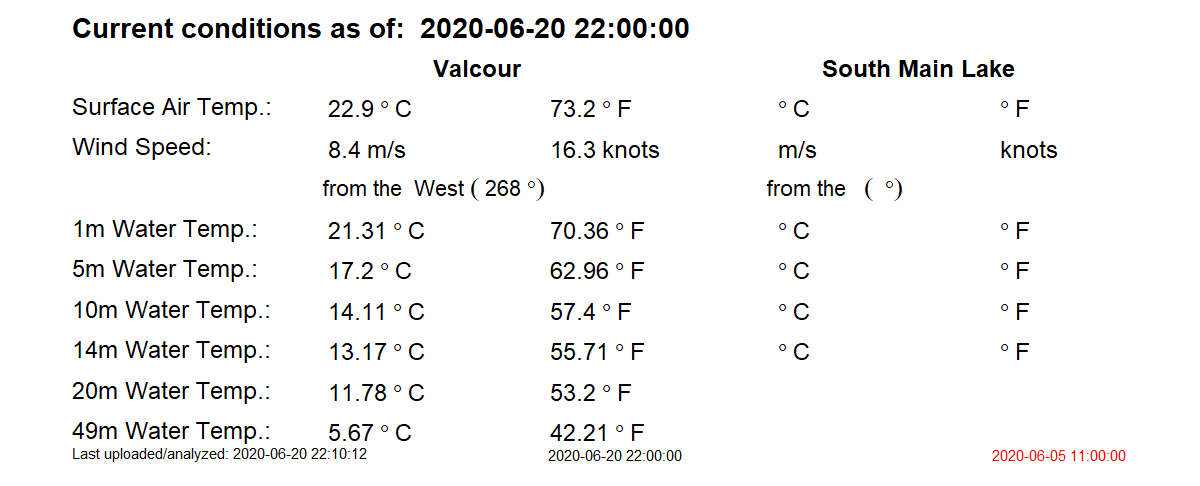 Current conditions as of: 2020-06-20 22:00:00
Valcour South Main Lake
Surface Air Temp.: 22.9 ° C 73.2 ° F ° C ° F
Wind Speed: 8.4 m/s 16.3 knots m/s knots
from the West ( 268 °) from the ( °)
1m Water Temp.: 21.31 ° C 70.36 ° F ° C ° F
5m Water Temp.: 17.2 ° C 62.96 ° F ° C ° F
10m Water Temp.: 14.11 ° C 57.4 ° F ° C ° F
14m Water Temp.: 13.17 ° C 55.71 ° F ° C ° F
20m Water Temp.: 11.78 ° C 53.2 ° F
49m Water Temp.: 5.67 ° C 42.21 ° F
Last uploaded/analyzed: 2020-06-20 22:10:12 2020-06-20 22:00:00 2020-06-05 11:00:00